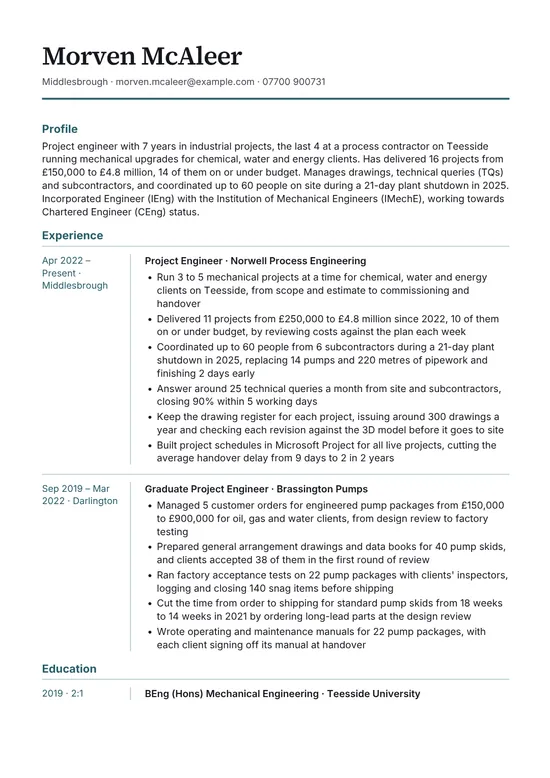 Morven McAleer
Middlesbrough · morven.mcaleer@example.com · 07700 900731
Profile
Project engineer with 7 years in industrial projects, the last 4 at a process contractor on Teesside
running mechanical upgrades for chemical, water and energy clients. Has delivered 16 projects from
£150,000 to £4.8 million, 14 of them on or under budget. Manages drawings, technical queries (TQs)
and subcontractors, and coordinated up to 60 people on site during a 21-day plant shutdown in 2025.
Incorporated Engineer (IEng) with the Institution of Mechanical Engineers (IMechE), working towards
Chartered Engineer (CEng) status.
Experience
Apr 2022 –
Present ·
Middlesbrough
Project Engineer · Norwell Process Engineering
• Run 3 to 5 mechanical projects at a time for chemical, water and energy
clients on Teesside, from scope and estimate to commissioning and
handover
• Delivered 11 projects from £250,000 to £4.8 million since 2022, 10 of them
on or under budget, by reviewing costs against the plan each week
• Coordinated up to 60 people from 6 subcontractors during a 21-day plant
shutdown in 2025, replacing 14 pumps and 220 metres of pipework and
finishing 2 days early
• Answer around 25 technical queries a month from site and subcontractors,
closing 90% within 5 working days
• Keep the drawing register for each project, issuing around 300 drawings a
year and checking each revision against the 3D model before it goes to site
• Built project schedules in Microsoft Project for all live projects, cutting the
average handover delay from 9 days to 2 in 2 years
Sep 2019 – Mar
2022 · Darlington
Graduate Project Engineer · Brassington Pumps
• Managed 5 customer orders for engineered pump packages from £150,000
to £900,000 for oil, gas and water clients, from design review to factory
testing
• Prepared general arrangement drawings and data books for 40 pump skids,
and clients accepted 38 of them in the first round of review
• Ran factory acceptance tests on 22 pump packages with clients' inspectors,
logging and closing 140 snag items before shipping
• Cut the time from order to shipping for standard pump skids from 18 weeks
to 14 weeks in 2021 by ordering long-lead parts at the design review
• Wrote operating and maintenance manuals for 22 pump packages, with
each client signing off its manual at handover
Education
2019 · 2:1
BEng (Hons) Mechanical Engineering · Teesside University